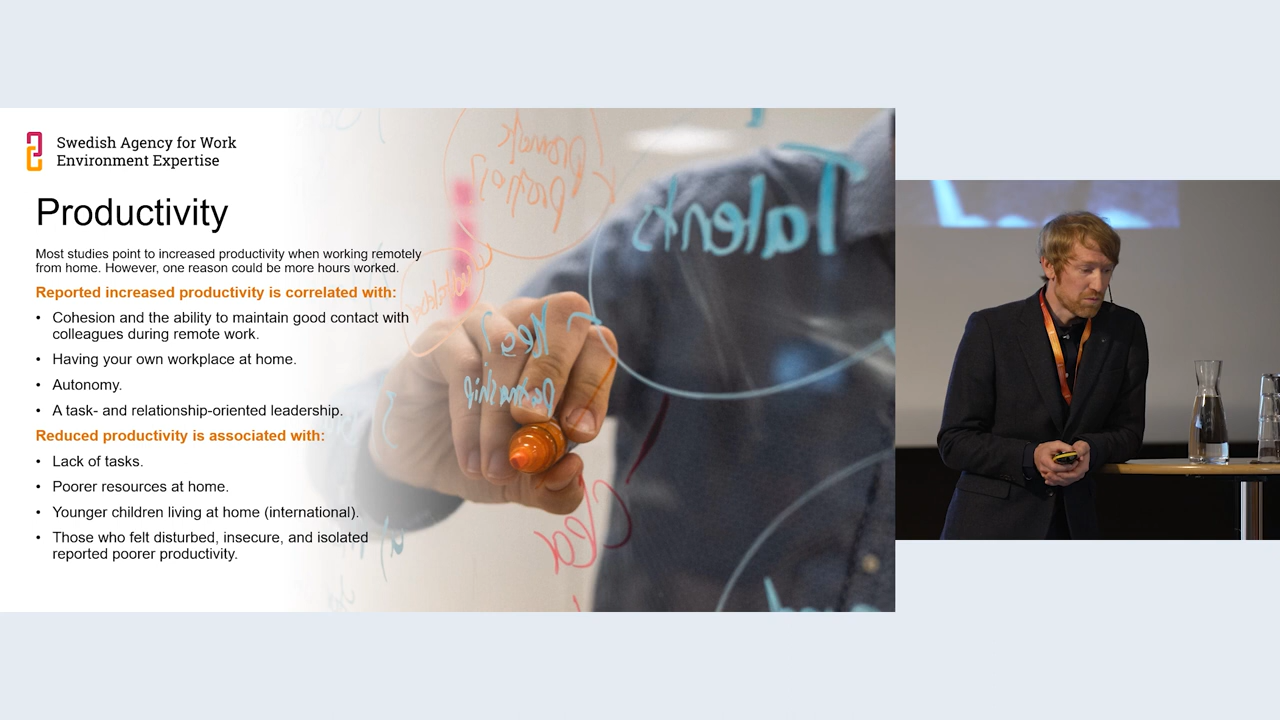 Swedish Agency for Work
Environment Expertise
Productivity
Most studies point to increased productivity when working remotely
from home. However, one reason could be more hours worked.
Reported increased productivity is correlated with:
• Cohesion and the ability to maintain good contact with
colleagues during remote work.
• Having your own workplace at home.
• Autonomy.
• A task- and relationship-oriented leadership.
Reduced productivity is associated with:
• Lack of tasks.
• Poorer resources at home.
• Younger children living at home (international).
• Those who felt disturbed, insecure, and isolated
reported poorer productivity.
Talents
Key?